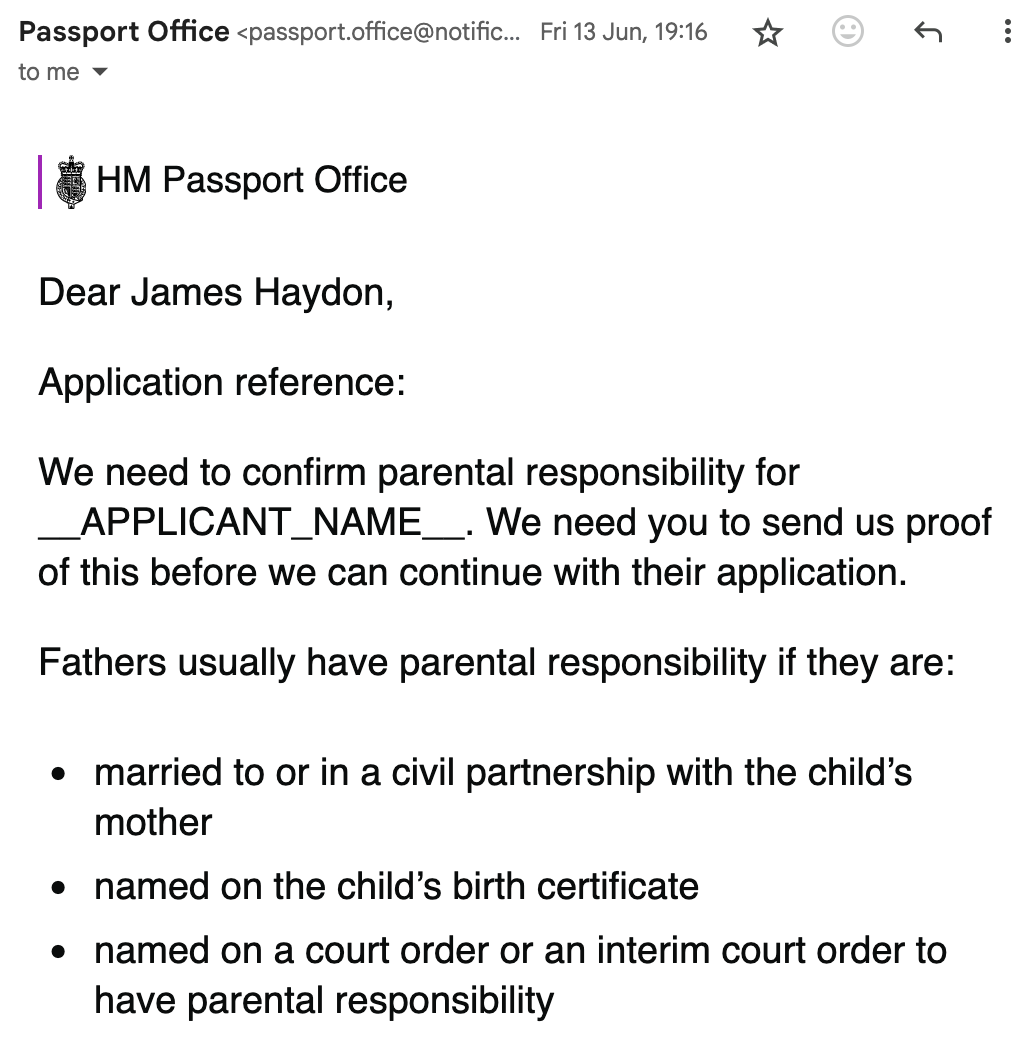 Passport Office <passport.office@notific... Fri 13 Jun, 19:16
to me
HM Passport Office
Dear James Haydon,
Application reference:
We need to confirm parental responsibility for
__APPLICANT_NAME__. We need you to send us proof
of this before we can continue with their application.
Fathers usually have parental responsibility if they are:
• married to or in a civil partnership with the child’s
mother
• named on the child’s birth certificate
• named on a court order or an interim court order to
have parental responsibility